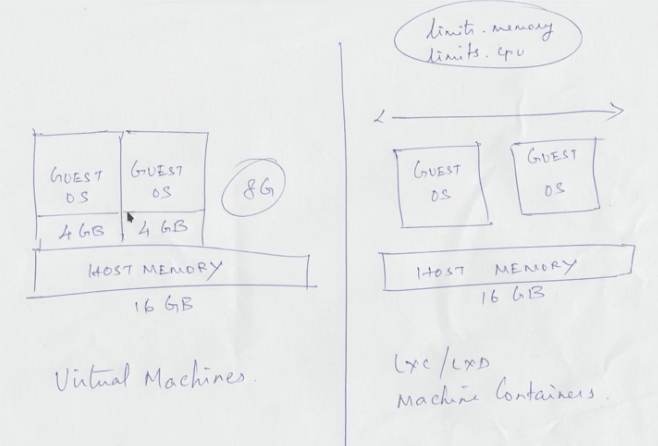 GUEST
OS
GUEST
OS
8G
4 GB
4 GB
HOST MEMORY
16 GB
Virtual Machines.
limits.memory
limits.cpu
GUEST
OS
GUEST
OS
HOST MEMORY
16 GB
LXC/LXD
Machine Containers.